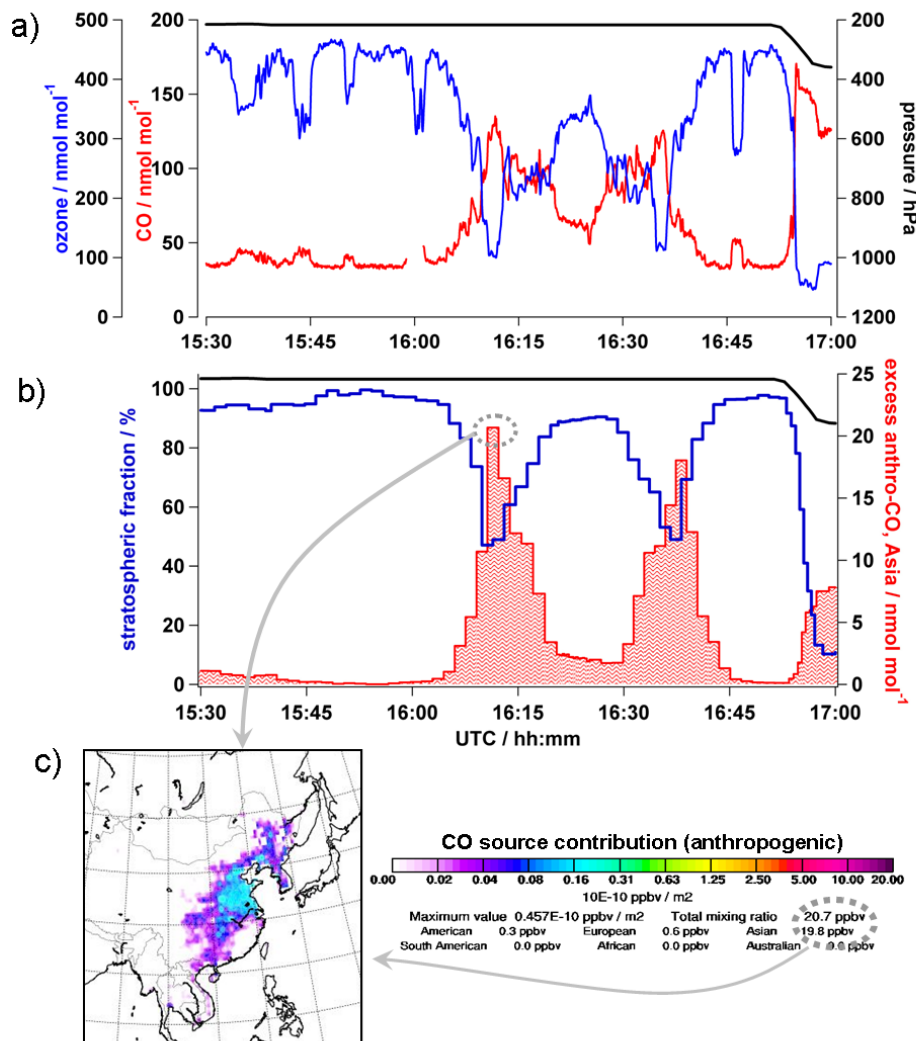 a)
ozone / nmol mol-1
CO / nmol mol-1
pressure / hPa
500
400
300
200
100
0
200
150
100
50
0
200
400
600
800
1000
1200
15:30 15:45 16:00 16:15 16:30 16:45 17:00
b)
stratospheric fraction / %
excess anthro-CO, Asia / nmol mol-1
100
80
60
40
20
0
25
20
15
10
5
0
15:30 15:45 16:00 16:15 16:30 16:45 17:00
UTC / hh:mm
c)
CO source contribution (anthropogenic)
0.00 0.02 0.04 0.08 0.16 0.31 0.63 1.25 2.50 5.00 10.00 20.00
10E-10 ppbv / m2
Maximum value 0.457E-10 ppbv / m2 Total mixing ratio 20.7 ppbv
American 0.3 ppbv European 0.6 ppbv Asian 19.8 ppbv
South American 0.0 ppbv African 0.0 ppbv Australian 0.0 ppbv